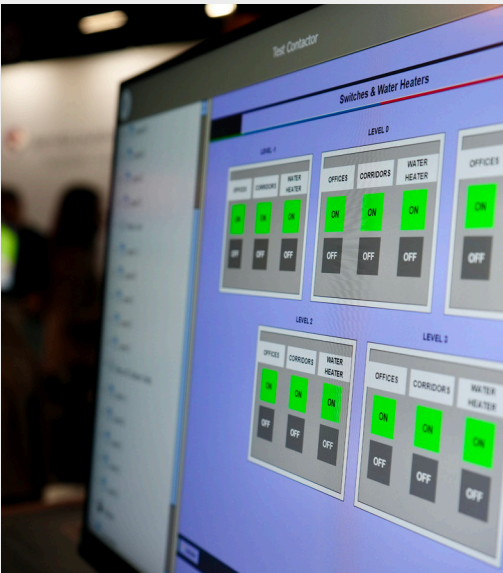 Test Contactor
Switches & Water Heaters
LEVEL -1
OFFICES CORRIDORS WATER HEATER
ON ON ON
OFF OFF OFF
LEVEL 0
OFFICES CORRIDORS WATER HEATER
ON ON ON
OFF OFF OFF
OFFICES
ON
OFF
LEVEL 2
OFFICES CORRIDORS WATER HEATER
ON ON ON
OFF OFF OFF
LEVEL 3
OFFICES CORRIDORS WATER HEATER
ON ON ON
OFF OFF OFF